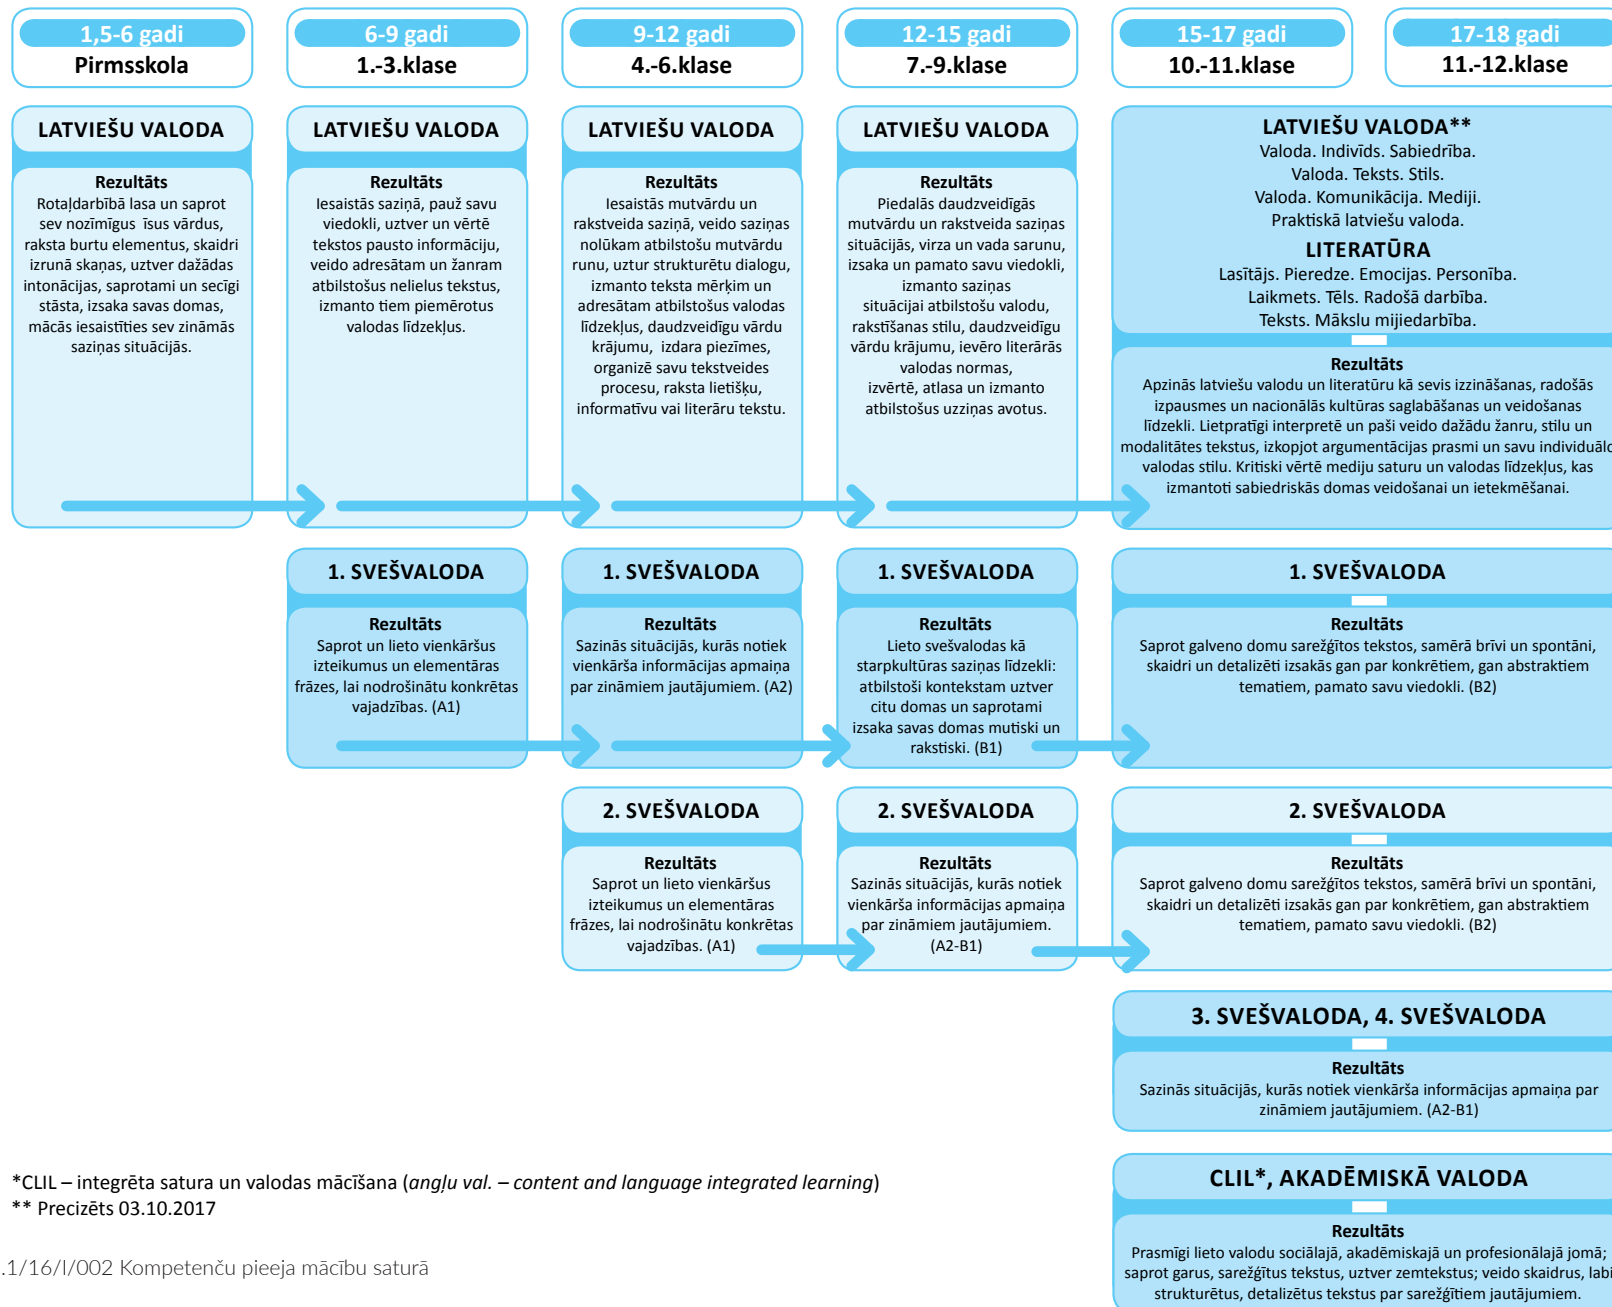 1,5-6 gadi
Pirmsskola
6-9 gadi
1.-3.klase
9-12 gadi
4.-6.klase
12-15 gadi
7.-9.klase
15-17 gadi
10.-11.klase
17-18 gadi
11.-12.klase
LATVIEŠU VALODA
Rezultāts
Rotaļdarbībā lasa un saprot
sev nozīmīgus īsus vārdus,
raksta burtu elementus, skaidri
izrunā skaņas, uztver dažādas
intonācijas, saprotami un secīgi
stāsta, izsaka savas domas,
mācās iesaistīties sev zināmās
saziņas situācijās.
LATVIEŠU VALODA
Rezultāts
Iesaistās saziņā, pauž savu
viedokli, uztver un vērtē
tekstos pausto informāciju,
veido adresātam un žanram
atbilstošus nelielus tekstus,
izmanto tiem piemērotus
valodas līdzekļus.
LATVIEŠU VALODA
Rezultāts
Iesaistās mutvārdu un
rakstveida saziņā, veido saziņas
nolūkam atbilstošu mutvārdu
runu, uztur strukturētu dialogu,
izmanto teksta mērķim un
adresātam atbilstošus valodas
līdzekļus, daudzveidīgu vārdu
krājumu, izdara piezīmes,
organizē savu tekstveides
procesu, raksta lietišķu,
informatīvu vai literāru tekstu.
LATVIEŠU VALODA
Rezultāts
Piedalās daudzveidīgās
mutvārdu un rakstveida saziņas
situācijās, virza un vada sarunu,
izsaka un pamato savu viedokli,
izmanto saziņas
situācijai atbilstošu valodu,
rakstīšanas stilu, daudzveidīgu
vārdu krājumu, ievēro literārās
valodas normas,
izvērtē, atlasa un izmanto
atbilstošus uzziņas avotus.
LATVIEŠU VALODA**
Valoda. Indivīds. Sabiedrība.
Valoda. Teksts. Stils.
Valoda. Komunikācija. Mediji.
Praktiskā latviešu valoda.
LITERATŪRA
Lasītājs. Pieredze. Emocijas. Personība.
Laikmets. Tēls. Radošā darbība.
Teksts. Mākslu mijiedarbība.
Rezultāts
Apzinās latviešu valodu un literatūru kā sevis izzināšanas, radošās
izpausmes un nacionālās kultūras saglabāšanas un veidošanas
līdzekli. Lietpratīgi interpretē un paši veido dažādu žanru, stilu un
modalitātes tekstus, izkopjot argumentācijas prasmi un savu individuālo
valodas stilu. Kritiski vērtē mediju saturu un valodas līdzekļus, kas
izmantoti sabiedriskās domas veidošanai un ietekmēšanai.
1. SVEŠVALODA
Rezultāts
Saprot un lieto vienkāršus
izteikumus un elementāras
frāzes, lai nodrošinātu konkrētas
vajadzības. (A1)
1. SVEŠVALODA
Rezultāts
Sazinās situācijās, kurās notiek
vienkārša informācijas apmaiņa
par zināmiem jautājumiem. (A2)
1. SVEŠVALODA
Rezultāts
Lieto svešvalodas kā
starpkultūras saziņas līdzekli:
atbilstoši kontekstam uztver
citu domas un saprotami
izsaka savas domas mutiski un
rakstiski. (B1)
1. SVEŠVALODA
Rezultāts
Saprot galveno domu sarežģītos tekstos, samērā brīvi un spontāni,
skaidri un detalizēti izsakās gan par konkrētiem, gan abstraktiem
tematiem, pamato savu viedokli. (B2)
2. SVEŠVALODA
Rezultāts
Saprot un lieto vienkāršus
izteikumus un elementāras
frāzes, lai nodrošinātu konkrētas
vajadzības. (A1)
2. SVEŠVALODA
Rezultāts
Sazinās situācijās, kurās notiek
vienkārša informācijas apmaiņa
par zināmiem jautājumiem.
(A2-B1)
2. SVEŠVALODA
Rezultāts
Saprot galveno domu sarežģītos tekstos, samērā brīvi un spontāni,
skaidri un detalizēti izsakās gan par konkrētiem, gan abstraktiem
tematiem, pamato savu viedokli. (B2)
3. SVEŠVALODA, 4. SVEŠVALODA
Rezultāts
Sazinās situācijās, kurās notiek vienkārša informācijas apmaiņa par
zināmiem jautājumiem. (A2-B1)
CLIL*, AKADĒMISKĀ VALODA
Rezultāts
Prasmīgi lieto valodu sociālajā, akadēmiskajā un profesionālajā jomā;
saprot garus, sarežģītus tekstus, uztver zemtekstus; veido skaidrus, labi
strukturētus, detalizētus tekstus par sarežģītiem jautājumiem.
*CLIL – integrēta satura un valodas mācīšana (angļu val. – content and language integrated learning)
** Precizēts 03.10.2017
.1/16/I/002 Kompetenču pieeja mācību saturā